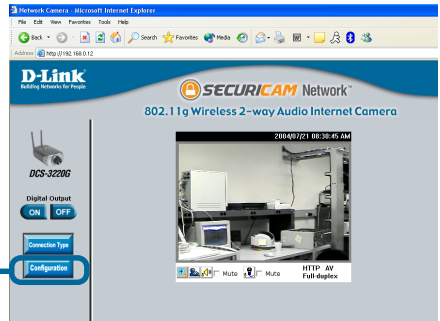 Network Camera - Microsoft Internet Explorer
File Edit View Favorites Tools Help
Back Search Favorites Media
Address http://192.168.0.12
D-Link
Building Networks for People
SECURICAM Network™
802.11g Wireless 2-way Audio Internet Camera
2004/07/21 08:30:45 AM
DCS-3220G
Digital Output
ON OFF
Connection Type
Configuration
Mute Mute HTTP AV
Full-duplex